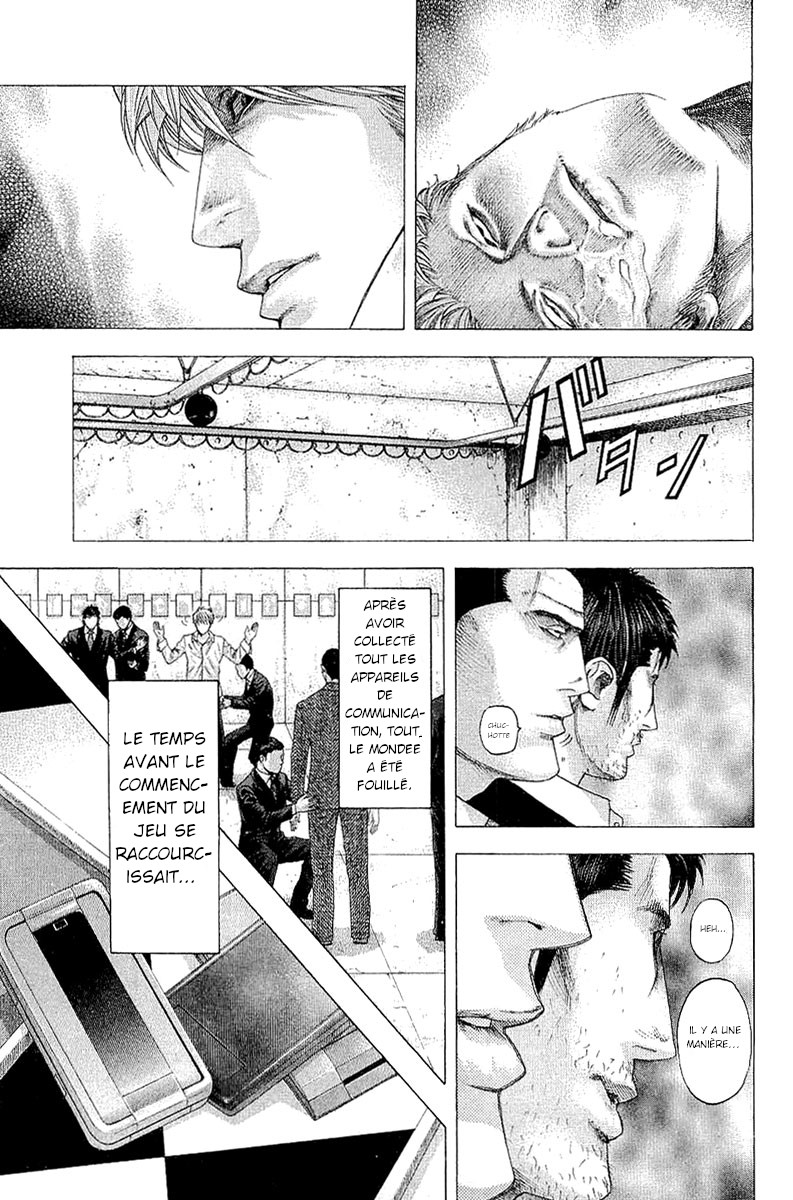 バタン
CHUC-
HOTTE
HEH...
IL Y A UNE
MANIÈRE...
APRÈS
AVOIR
COLLECTÉ
TOUT LES
APPAREILS
DE
COMMUNICA-
TION, TOUT
LE MONDEE
A ÉTÉ
FOUILLÉ.
LE TEMPS
AVANT LE
COMMENC-
EMENT DU
JEU SE
RACCOURC-
ISSAIT...